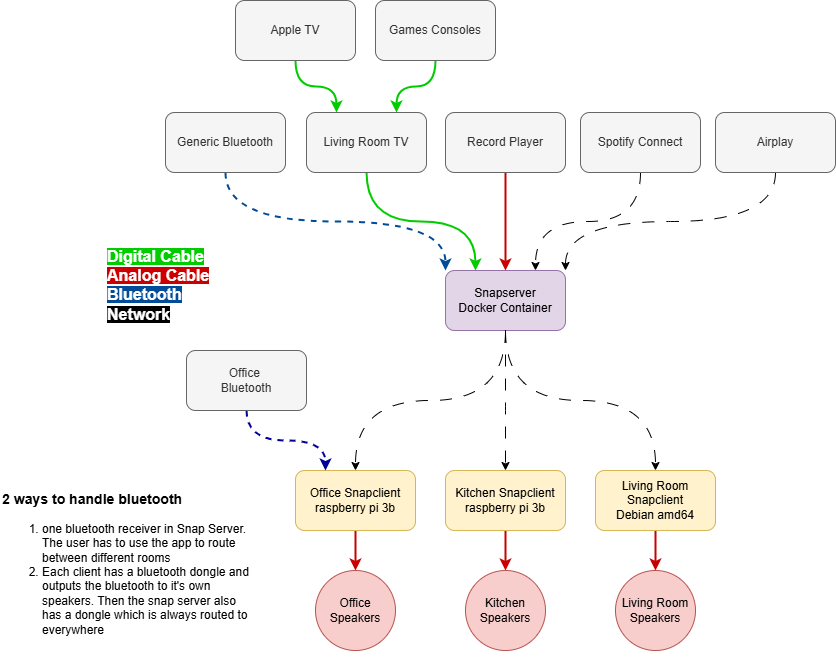 Apple TV
Games Consoles
Generic Bluetooth
Living Room TV
Record Player
Spotify Connect
Airplay
Digital Cable
Analog Cable
Bluetooth
Network
Snapserver
Docker Container
Office
Bluetooth
Office Snapclient
raspberry pi 3b
Kitchen Snapclient
raspberry pi 3b
Living Room
Snapclient
Debian amd64
2 ways to handle bluetooth
1. one bluetooth receiver in Snap Server.
The user has to use the app to route
between different rooms
2. Each client has a bluetooth dongle and
outputs the bluetooth to it's own
speakers. Then the snap server also
has a dongle which is always routed to
everywhere
Office
Speakers
Kitchen
Speakers
Living Room
Speakers